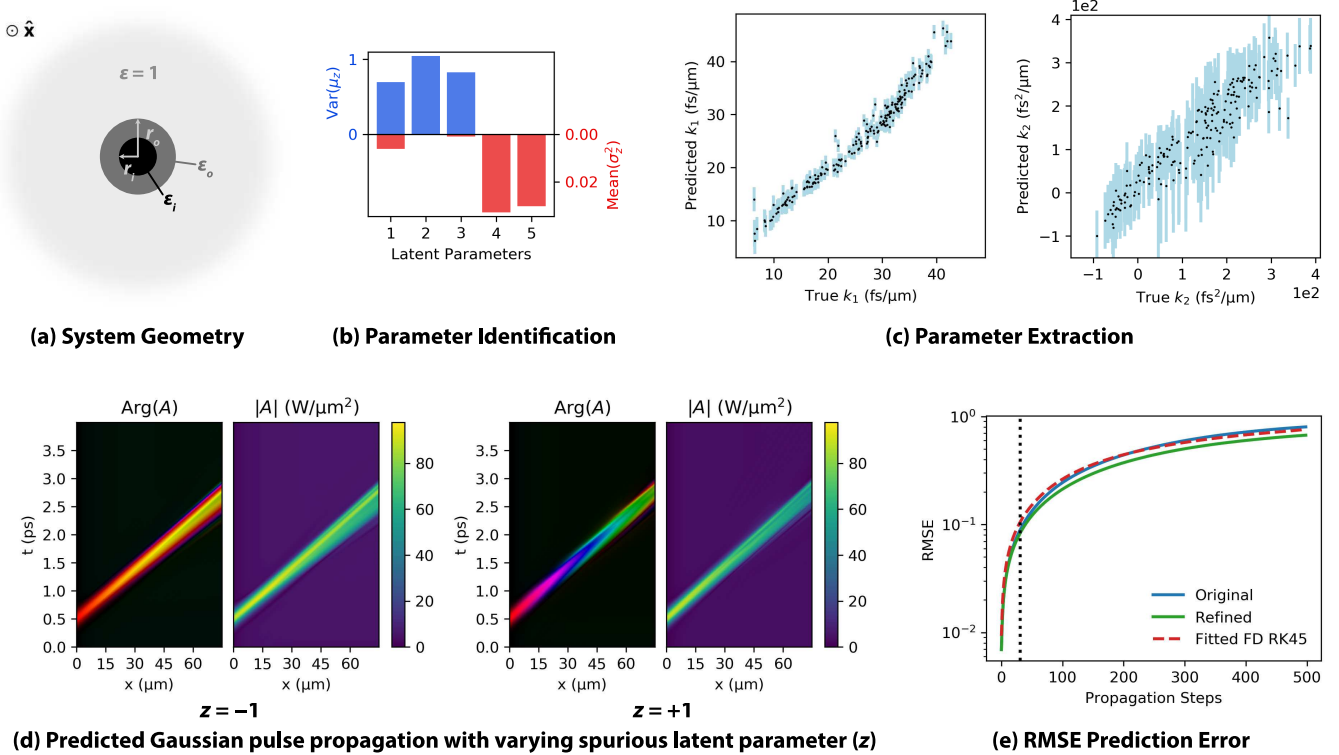 ⊙ x̂
ε = 1
r_o
r_i
ε_o
ε_i
(a) System Geometry
Var(μ_z)
1
0
0.00
0.02
Mean(σ_z^2)
1 2 3 4 5
Latent Parameters
(b) Parameter Identification
Predicted k_1 (fs/μm)
40
30
20
10
10 20 30 40
True k_1 (fs/μm)
1e2
Predicted k_2 (fs^2/μm)
4
3
2
1
0
−1
−1 0 1 2 3 4
1e2
True k_2 (fs^2/μm)
(c) Parameter Extraction
Arg(A)
|A| (W/μm^2)
t (ps)
3.5
3.0
2.5
2.0
1.5
1.0
0.5
0.0
0 15 30 45 60
x (μm)
0 15 30 45 60
x (μm)
80
60
40
20
0
z = −1
Arg(A)
|A| (W/μm^2)
t (ps)
3.5
3.0
2.5
2.0
1.5
1.0
0.5
0.0
0 15 30 45 60
x (μm)
0 15 30 45 60
x (μm)
80
60
40
20
0
z = +1
(d) Predicted Gaussian pulse propagation with varying spurious latent parameter (z)
RMSE
10^0
10^−1
10^−2
Original
Refined
Fitted FD RK45
0 100 200 300 400 500
Propagation Steps
(e) RMSE Prediction Error